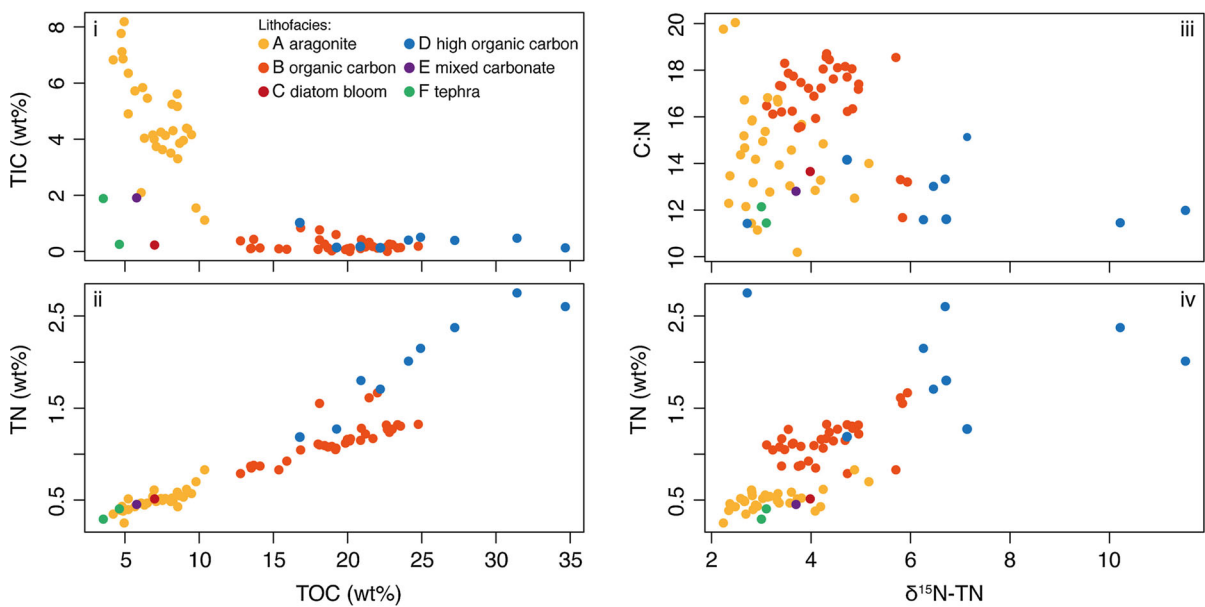 i
Lithofacies:
A aragonite
B organic carbon
C diatom bloom
D high organic carbon
E mixed carbonate
F tephra
TIC (wt%)
0 2 4 6 8
ii
TN (wt%)
0.5 1.5 2.5
5 10 15 20 25 30 35
TOC (wt%)
iii
C:N
10 12 14 16 18 20
iv
TN (wt%)
0.5 1.5 2.5
2 4 6 8 10
δ¹⁵N-TN